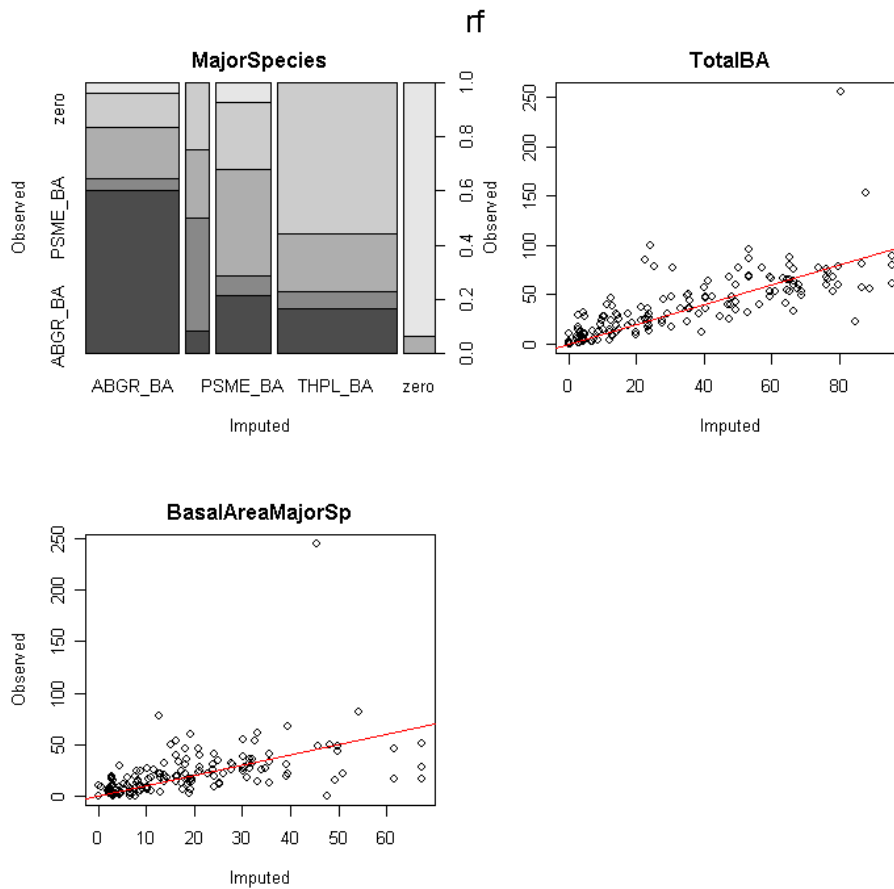 rf
MajorSpecies
Observed
ABGR_BA PSME_BA zero
0.0 0.2 0.4 0.6 0.8 1.0
ABGR_BA PSME_BA THPL_BA zero
Imputed
TotalBA
Observed
0 50 100 150 200 250
0 20 40 60 80
Imputed
BasalAreaMajorSp
Observed
0 50 100 150 200 250
0 10 20 30 40 50 60
Imputed